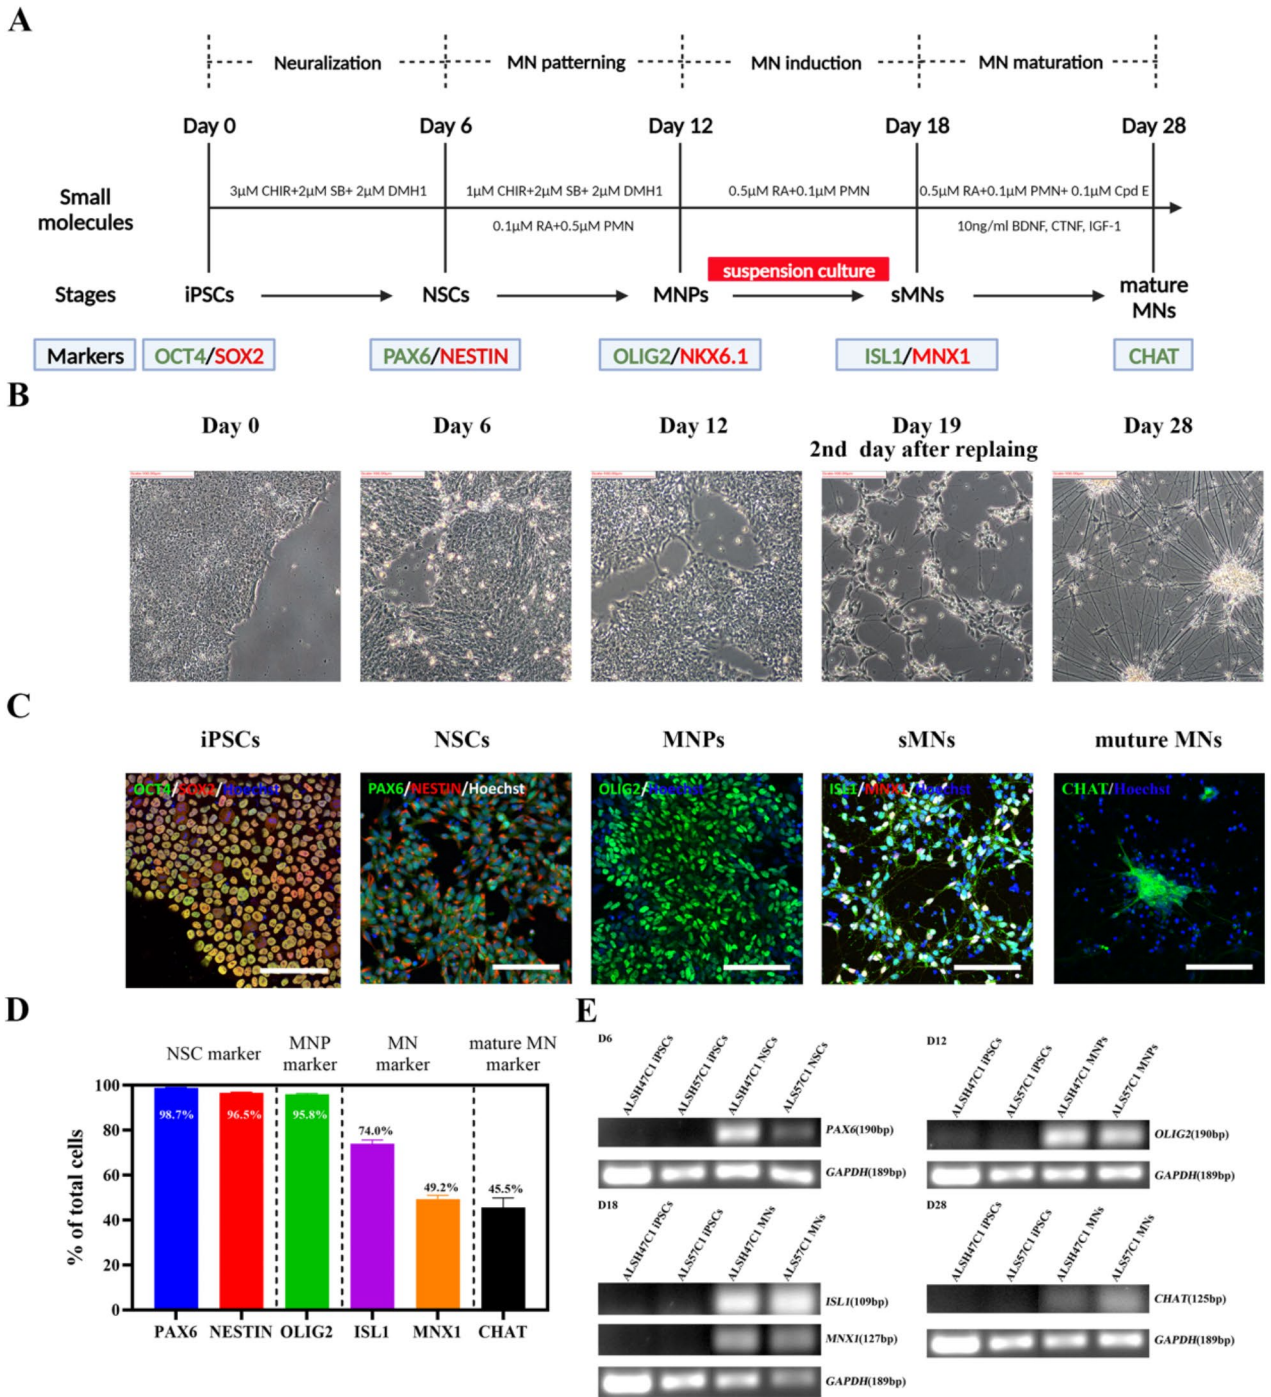 A
Neuralization
MN patterning
MN induction
MN maturation
Day 0
Day 6
Day 12
Day 18
Day 28
Small
molecules
3μM CHIR+2μM SB+ 2μM DMH1
1μM CHIR+2μM SB+ 2μM DMH1
0.5μM RA+0.1μM PMN
0.5μM RA+0.1μM PMN+ 0.1μM Cpd E
0.1μM RA+0.5μM PMN
10ng/ml BDNF, CTNF, IGF-1
suspension culture
Stages
iPSCs
NSCs
MNPs
sMNs
mature
MNs
Markers
OCT4/SOX2
PAX6/NESTIN
OLIG2/NKX6.1
ISL1/MNX1
CHAT
B
Day 0
Day 6
Day 12
Day 19
2nd day after replaing
Day 28
C
iPSCs
NSCs
MNPs
sMNs
muture MNs
OCT4/SOX2/Hoechst
PAX6/NESTIN/Hoechst
OLIG2/Hoechst
ISL1/MNX1/Hoechst
CHAT/Hoechst
D
NSC marker
MNP
marker
MN
marker
mature MN
marker
% of total cells
100
80
60
40
20
0
98.7%
96.5%
95.8%
74.0%
49.2%
45.5%
PAX6
NESTIN
OLIG2
ISL1
MNX1
CHAT
E
D6
ALSH47C1 iPSCs
ALSH57C1 iPSCs
ALSH47C1 NSCs
ALS57C1 NSCs
PAX6(190bp)
GAPDH(189bp)
D12
ALSH47C1 iPSCs
ALS57C1 iPSCs
ALSH47C1 MNPs
ALS57C1 MNPs
OLIG2(190bp)
GAPDH(189bp)
D18
ALSH47C1 iPSCs
ALS57C1 iPSCs
ALSH47C1 MNs
ALS57C1 MNs
ISL1(109bp)
MNX1(127bp)
GAPDH(189bp)
D28
ALSH47C1 iPSCs
ALS57C1 iPSCs
ALSH47C1 MNs
ALS57C1 MNs
CHAT(125bp)
GAPDH(189bp)